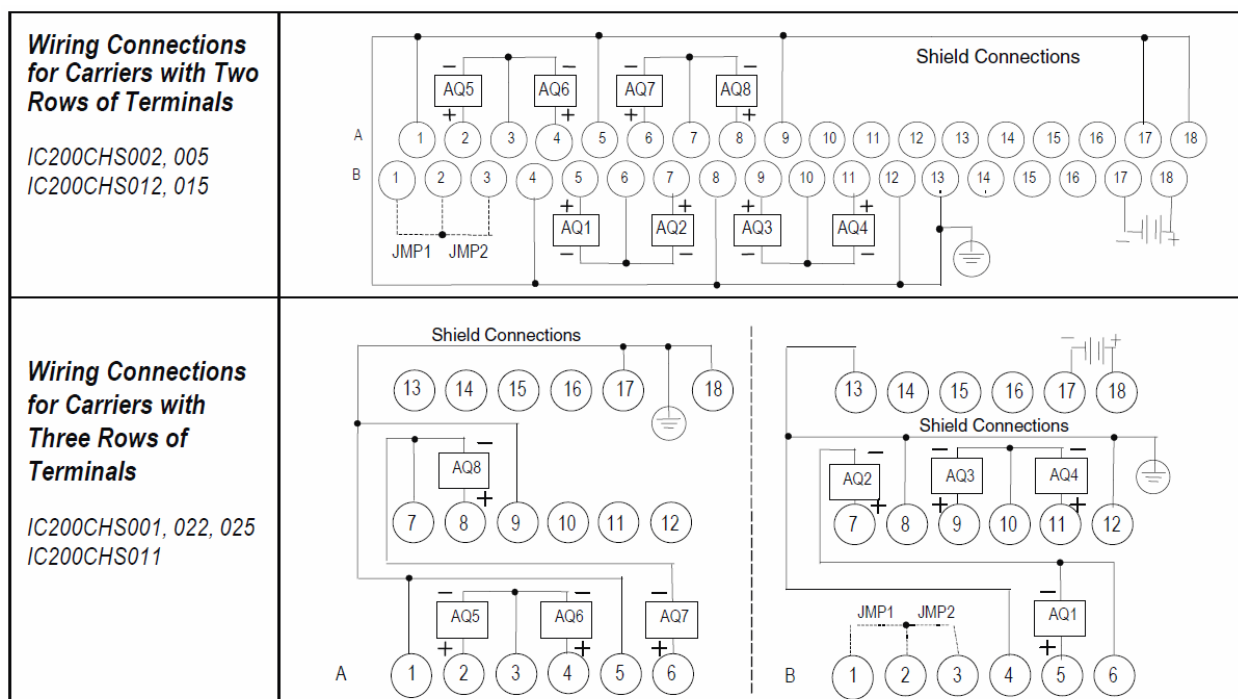 Wiring Connections
for Carriers with Two
Rows of Terminals
IC200CHS002, 005
IC200CHS012, 015
Shield Connections
− − − −
AQ5 AQ6 AQ7 AQ8
+ + + +
A 1 2 3 4 5 6 7 8 9 10 11 12 13 14 15 16 17 18
B 1 2 3 4 5 6 7 8 9 10 11 12 13 14 15 16 17 18
+ + + +
AQ1 AQ2 AQ3 AQ4
− − − −
JMP1 JMP2
− +
Wiring Connections
for Carriers with
Three Rows of
Terminals
IC200CHS001, 022, 025
IC200CHS011
Shield Connections
13 14 15 16 17 18
−
AQ8
+
7 8 9 10 11 12
− − −
AQ5 AQ6 AQ7
+ + +
A 1 2 3 4 5 6
− +
13 14 15 16 17 18
Shield Connections
− − −
AQ2 AQ3 AQ4
+ + +
7 8 9 10 11 12
−
JMP1 JMP2 AQ1
+
B 1 2 3 4 5 6